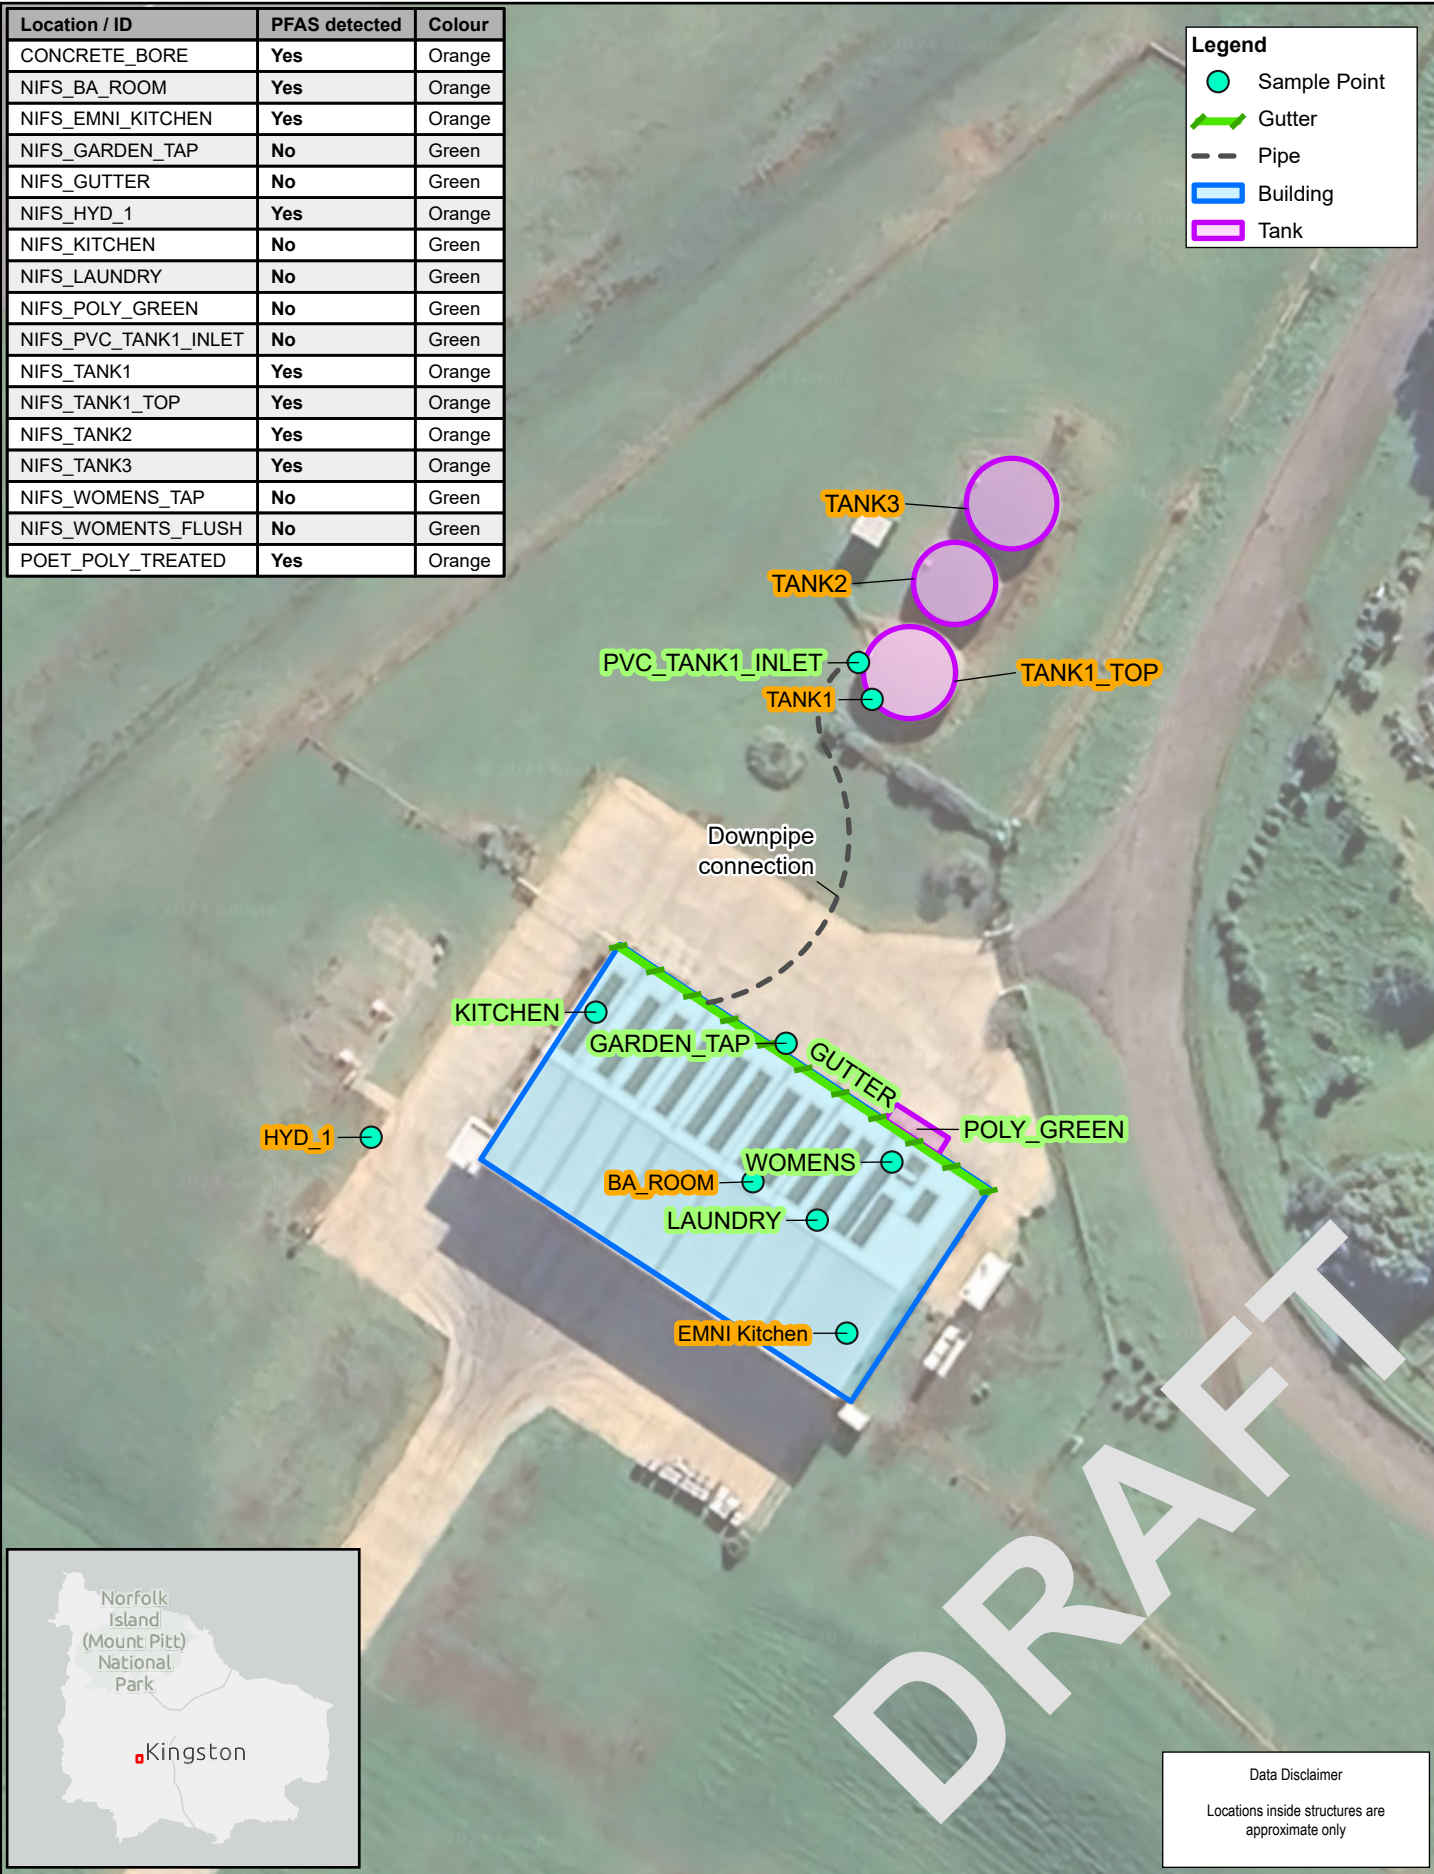 Location / ID PFAS detected Colour
CONCRETE_BORE Yes Orange
NIFS_BA_ROOM Yes Orange
NIFS_EMNI_KITCHEN Yes Orange
NIFS_GARDEN_TAP No Green
NIFS_GUTTER No Green
NIFS_HYD_1 Yes Orange
NIFS_KITCHEN No Green
NIFS_LAUNDRY No Green
NIFS_POLY_GREEN No Green
NIFS_PVC_TANK1_INLET No Green
NIFS_TANK1 Yes Orange
NIFS_TANK1_TOP Yes Orange
NIFS_TANK2 Yes Orange
NIFS_TANK3 Yes Orange
NIFS_WOMENS_TAP No Green
NIFS_WOMENTS_FLUSH No Green
POET_POLY_TREATED Yes Orange
Legend
Sample Point
Gutter
Pipe
Building
Tank
TANK3
TANK2
PVC_TANK1_INLET
TANK1_TOP
TANK1
Downpipe
connection
KITCHEN
GARDEN_TAP
GUTTER
POLY_GREEN
HYD_1
WOMENS
BA_ROOM
LAUNDRY
EMNI Kitchen
DRAFT
Norfolk
Island
(Mount Pitt)
National
Park
Kingston
Data Disclaimer
Locations inside structures are
approximate only